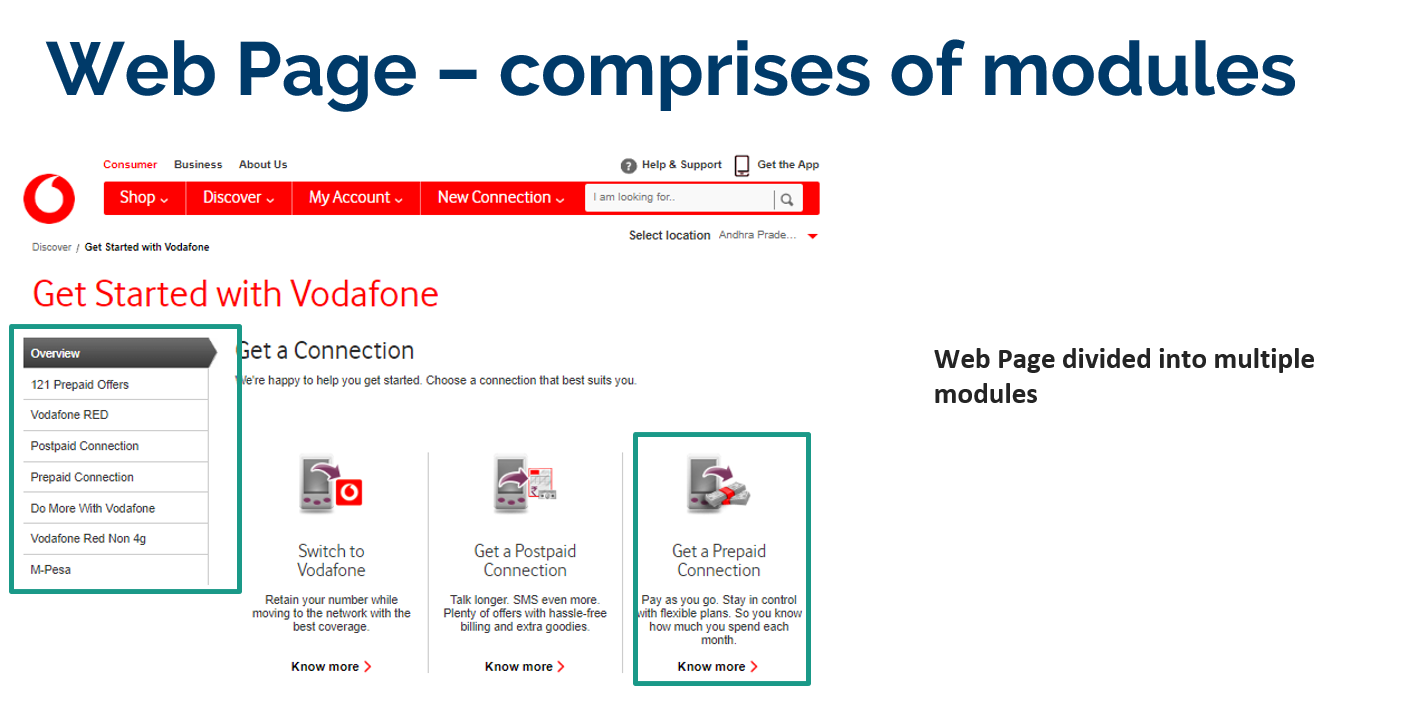 Web Page – comprises of modules
Consumer Business About Us
? Help & Support Get the App
Shop Discover My Account New Connection I am looking for..
Select location Andhra Prade...
Discover / Get Started with Vodafone
Get Started with Vodafone
Overview
121 Prepaid Offers
Vodafone RED
Postpaid Connection
Prepaid Connection
Do More With Vodafone
Vodafone Red Non 4g
M-Pesa
Get a Connection
We're happy to help you get started. Choose a connection that best suits you.
Switch to
Vodafone
Retain your number while
moving to the network with the
best coverage.
Know more
₹
Get a Postpaid
Connection
Talk longer. SMS even more.
Plenty of offers with hassle-free
billing and extra goodies.
Know more
Get a Prepaid
Connection
Pay as you go. Stay in control
with flexible plans. So you know
how much you spend each
month.
Know more
Web Page divided into multiple
modules